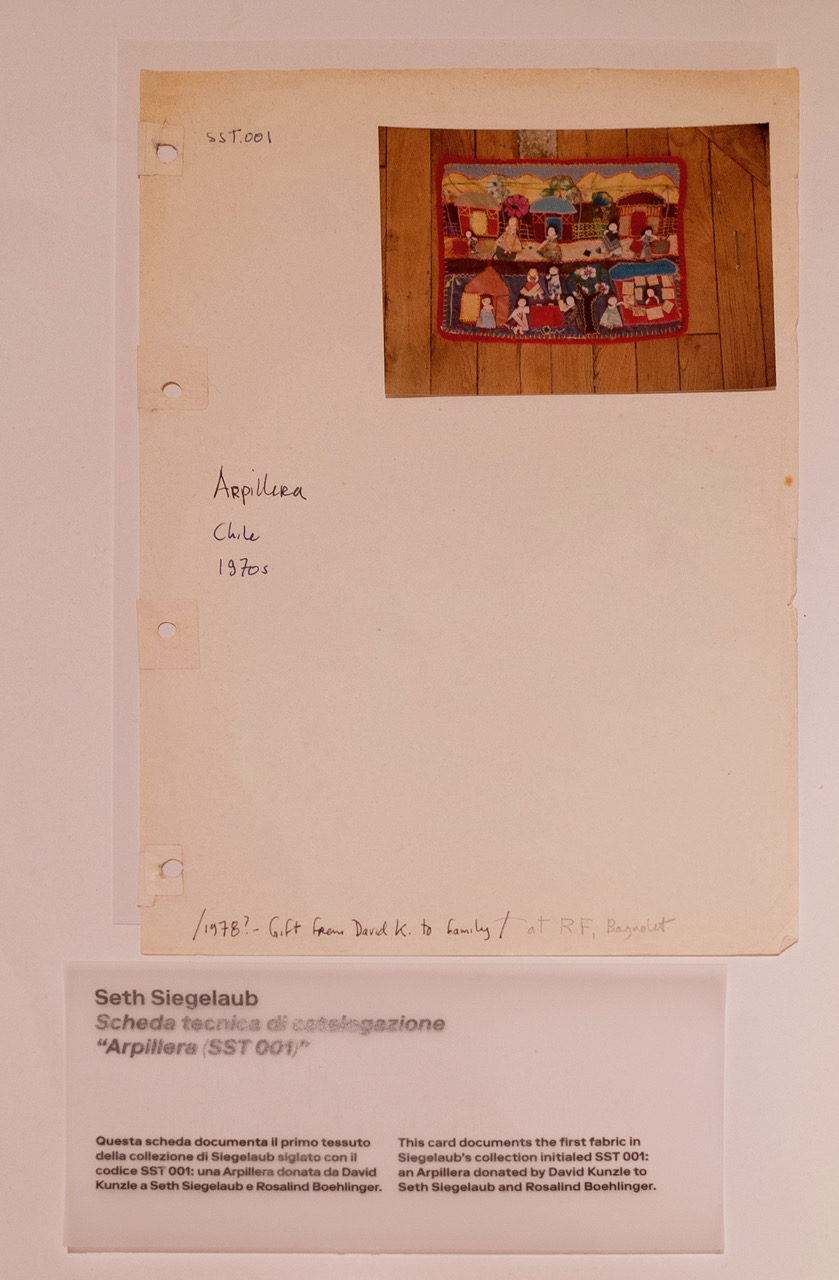 SST.001
Arpillera
Chile
1970s
/1978?- Gift from David K. to family/ at RF, Bagnolet
Seth Siegelaub
Scheda tecnica di catalogazione
“Arpillera (SST 001)”
Questa scheda documenta il primo tessuto
della collezione di Siegelaub siglato con il
codice SST 001: una Arpillera donata da David
Kunzle a Seth Siegelaub e Rosalind Boehlinger.
This card documents the first fabric in
Siegelaub's collection initialed SST 001:
an Arpillera donated by David Kunzle to
Seth Siegelaub and Rosalind Boehlinger.